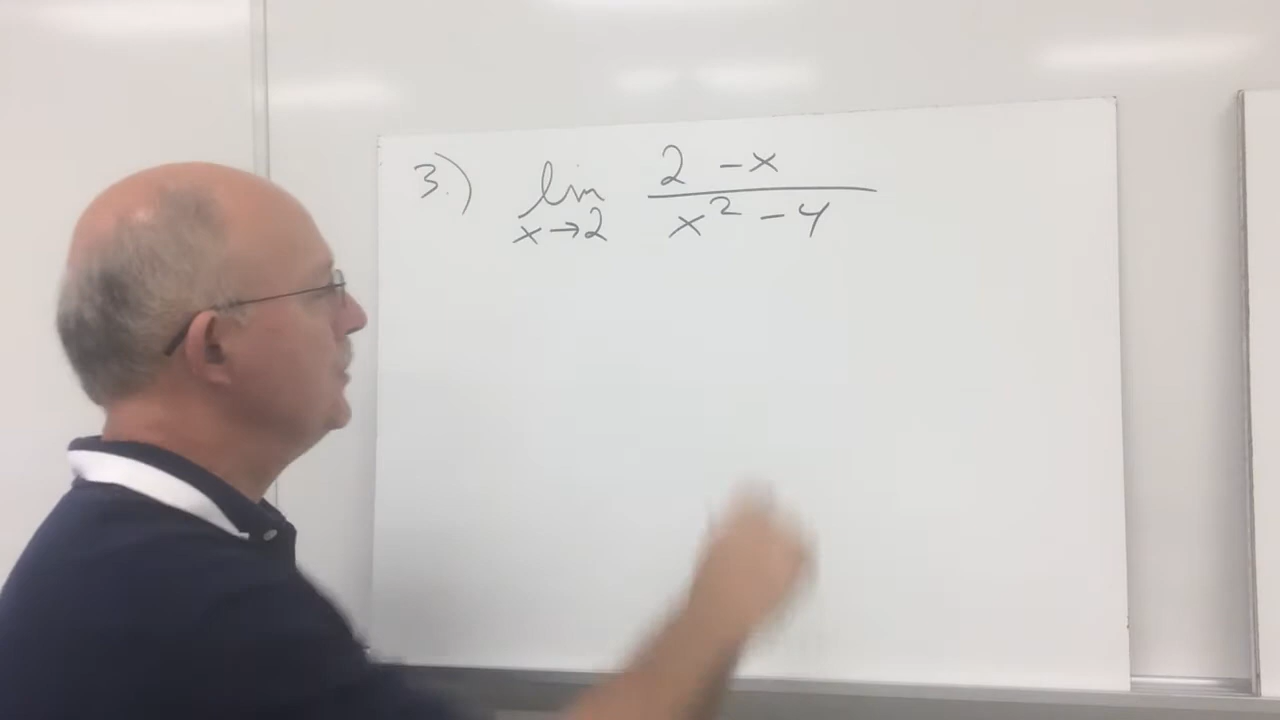 3.) lim 2 - x
x→2 x² - 4